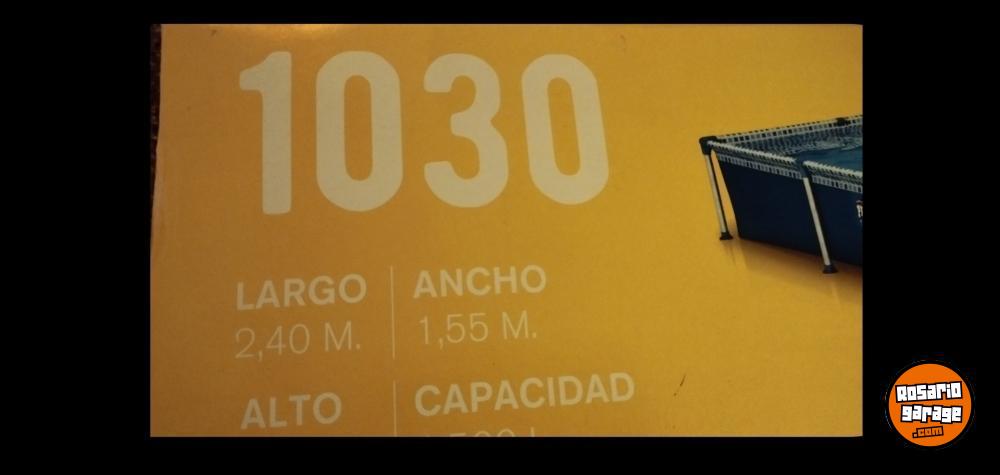 1030
LARGO
2,40 M.
ANCHO
1,55 M.
ALTO
CAPACIDAD
Rosario
garage
.com